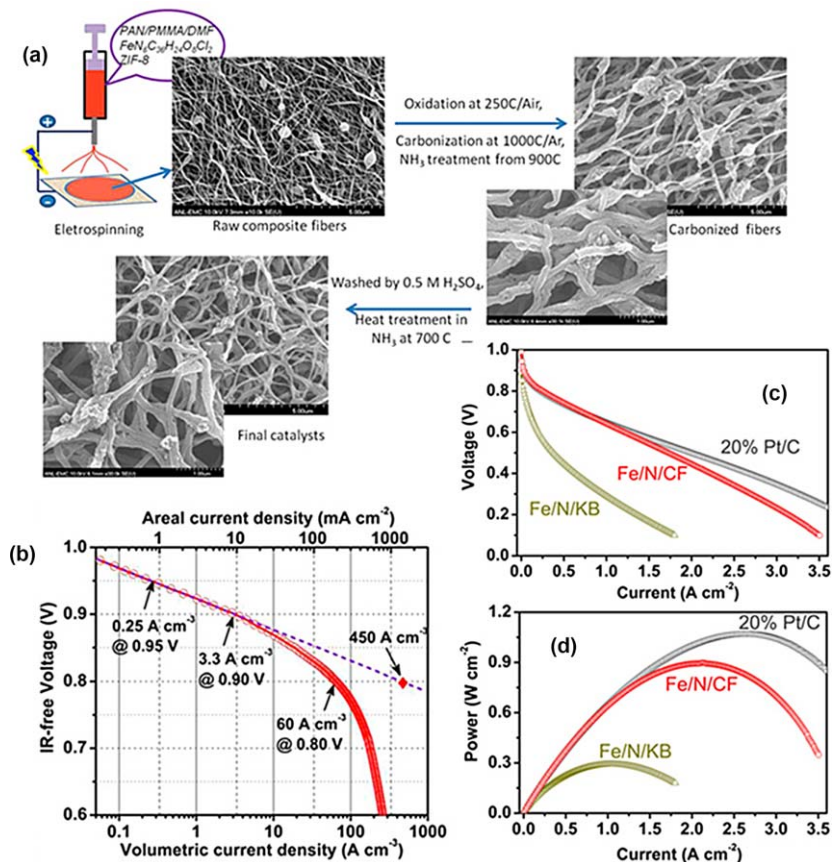 (a)
PAN/PMMA/DMF
FeN₆C₃₆H₂₄O₈Cl₂
ZIF-8
Eletrospinning
Raw composite fibers
Oxidation at 250C/Air,
Carbonization at 1000C/Ar,
NH₃ treatment from 900C
Carbonized fibers
Washed by 0.5 M H₂SO₄,
Heat treatment in
NH₃ at 700 C
Final catalysts
(b)
Areal current density (mA cm⁻²)
1 10 100 1000
IR-free Voltage (V)
1.0
0.9
0.8
0.7
0.6
0.25 A cm⁻³
@ 0.95 V
3.3 A cm⁻³
@ 0.90 V
450 A cm⁻³
60 A cm⁻³
@ 0.80 V
0.1 1 10 100 1000
Volumetric current density (A cm⁻³)
(c)
Voltage (V)
1.0
0.8
0.6
0.4
0.2
0.0
20% Pt/C
Fe/N/CF
Fe/N/KB
0.0 0.5 1.0 1.5 2.0 2.5 3.0 3.5
Current (A cm⁻²)
(d)
Power (W cm⁻²)
1.2
0.9
0.6
0.3
0.0
20% Pt/C
Fe/N/CF
Fe/N/KB
0.0 0.5 1.0 1.5 2.0 2.5 3.0 3.5
Current (A cm⁻²)